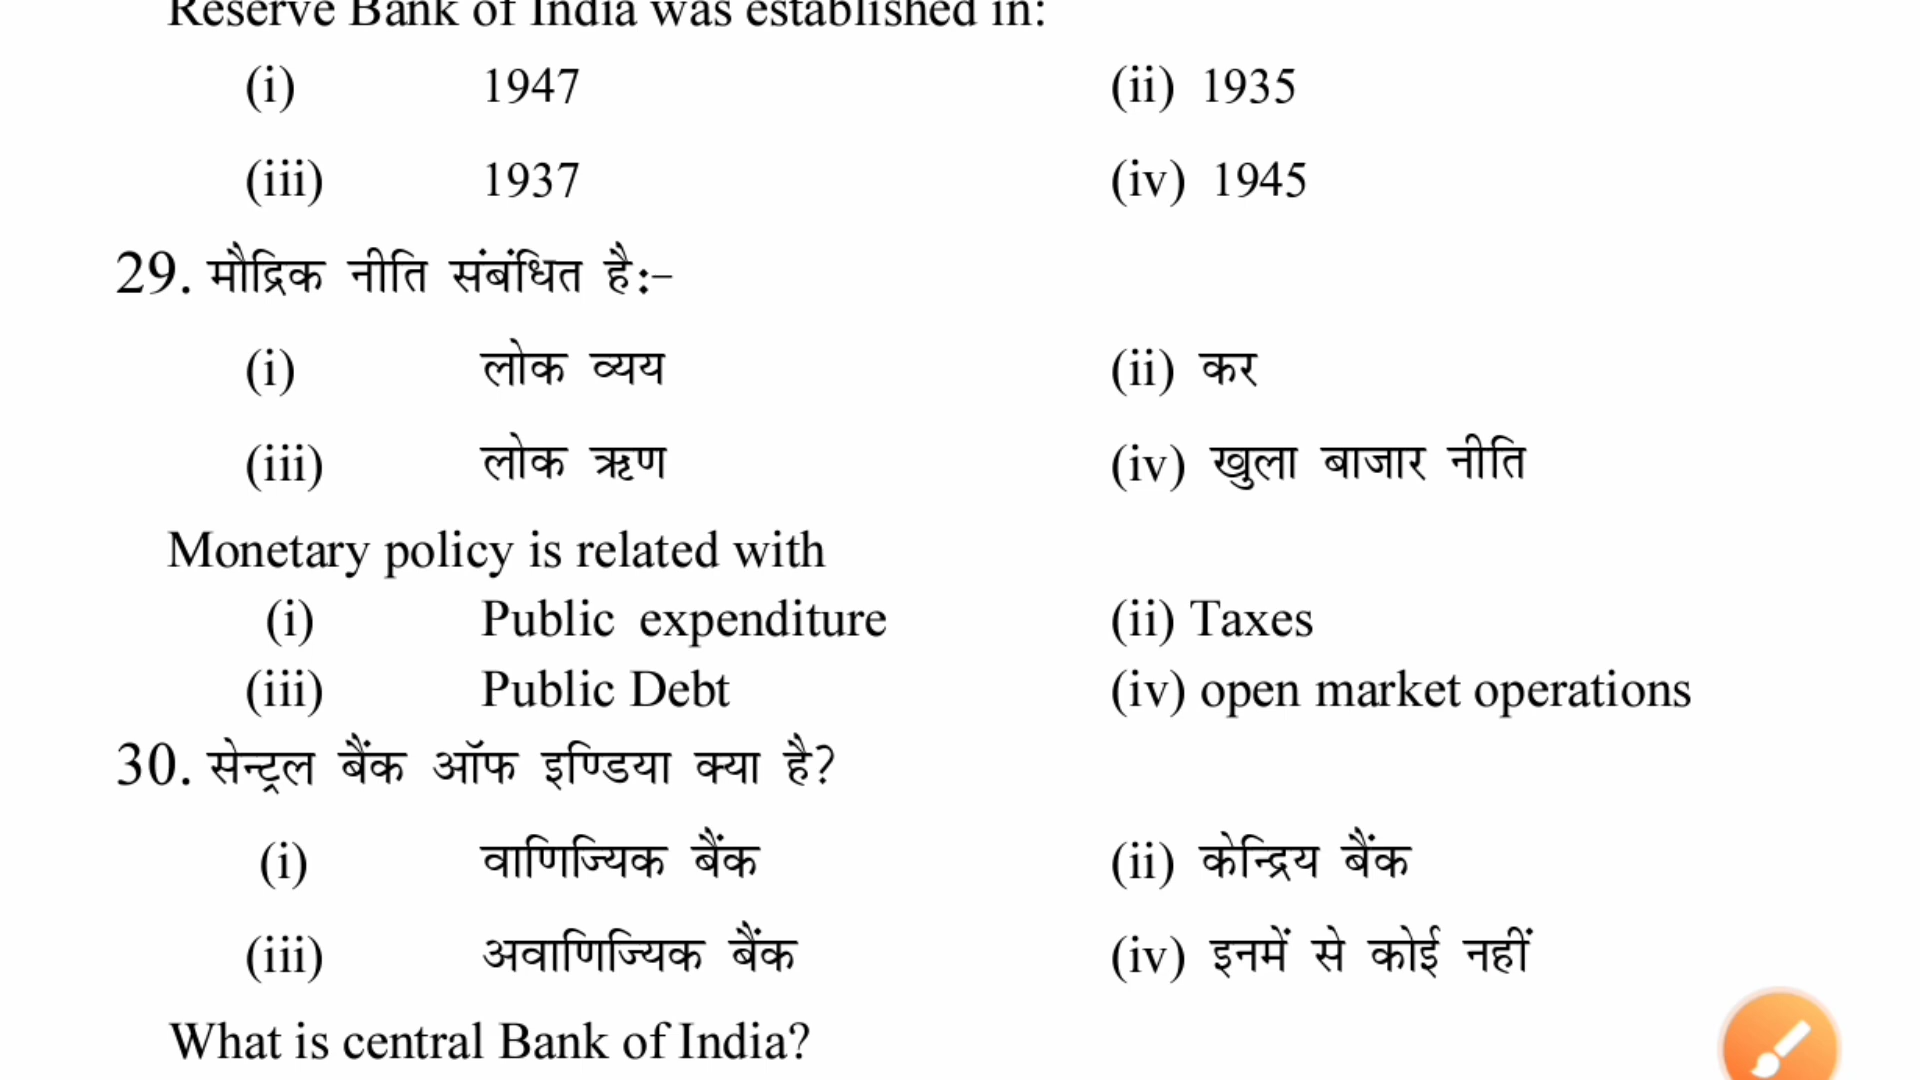 Reserve Bank of India was established in:
(i) 1947 (ii) 1935
(iii) 1937 (iv) 1945
29. मौद्रिक नीति संबंधित है:-
(i) लोक व्यय (ii) कर
(iii) लोक ऋण (iv) खुला बाजार नीति
Monetary policy is related with
(i) Public expenditure (ii) Taxes
(iii) Public Debt (iv) open market operations
30. सेन्ट्रल बैंक ऑफ इण्डिया क्या है?
(i) वाणिज्यिक बैंक (ii) केन्द्रिय बैंक
(iii) अवाणिज्यिक बैंक (iv) इनमें से कोई नहीं
What is central Bank of India?